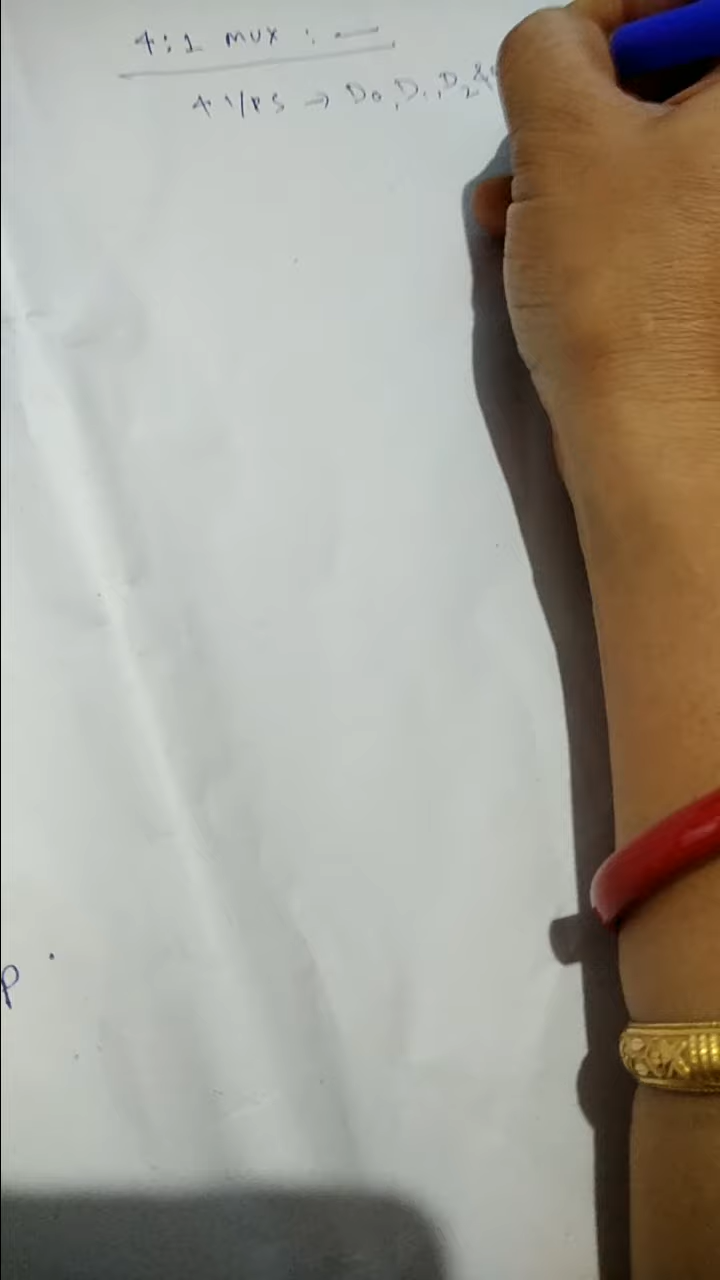 4:1 MUX : —
4 i/ps → D0, D1, D2 &
p.